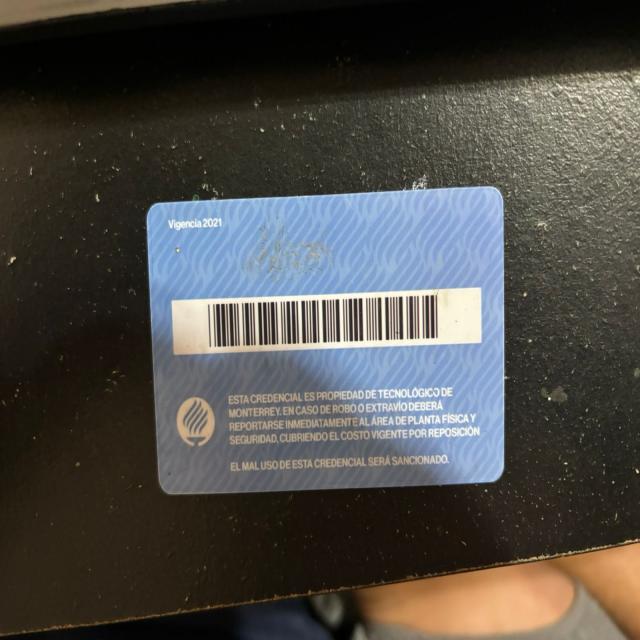 Vigencia 2021
ESTA CREDENCIAL ES PROPIEDAD DE TECNOLÓGICO DE
MONTERREY. EN CASO DE ROBO O EXTRAVÍO DEBERÁ
REPORTARSE INMEDIATAMENTE AL ÁREA DE PLANTA FÍSICA Y
SEGURIDAD, CUBRIENDO EL COSTO VIGENTE POR REPOSICIÓN
EL MAL USO DE ESTA CREDENCIAL SERÁ SANCIONADO.